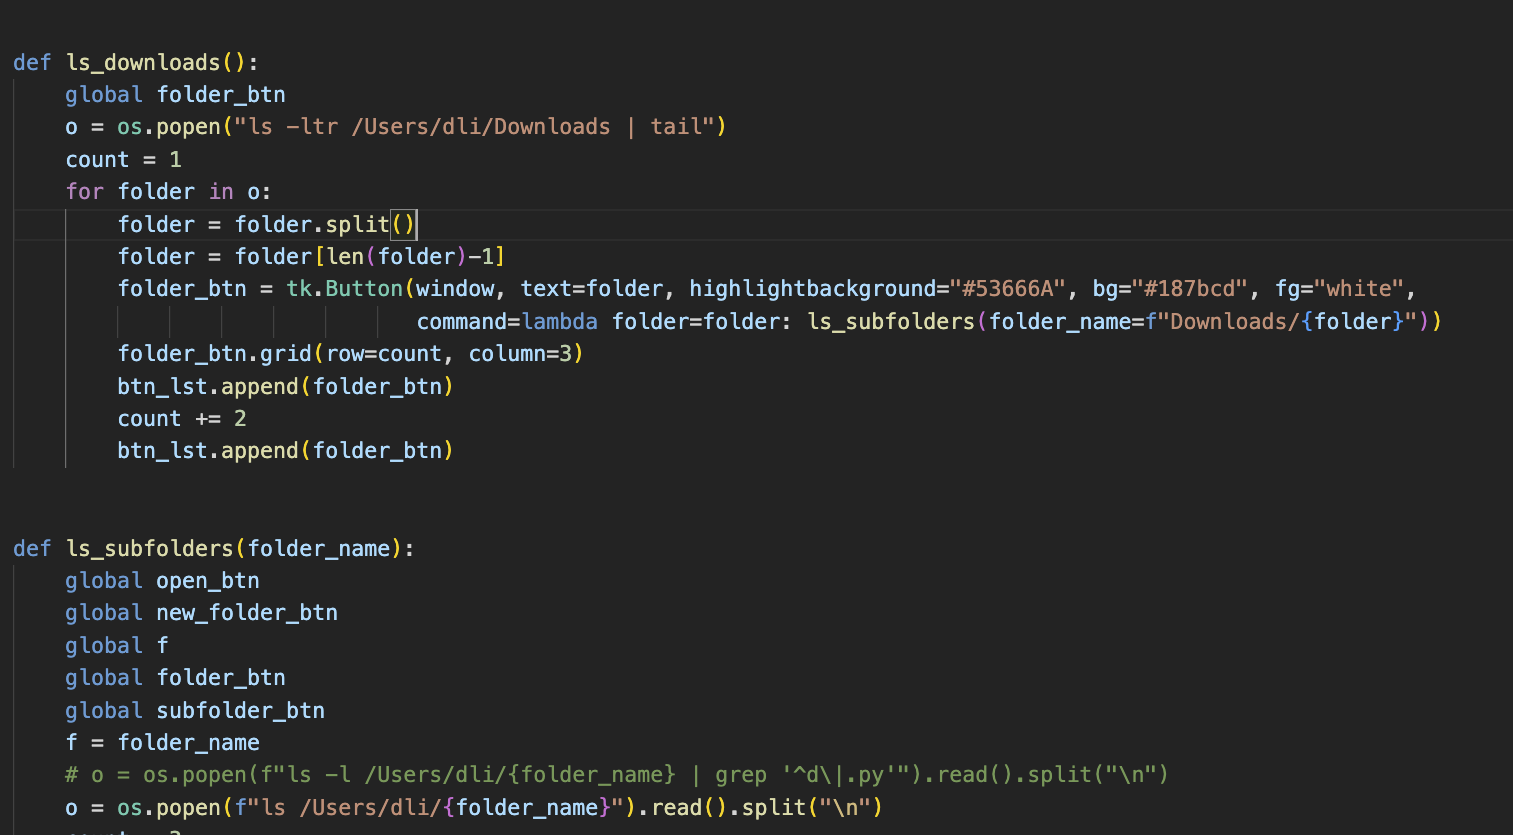 def ls_downloads():
    global folder_btn
    o = os.popen("ls -ltr /Users/dli/Downloads | tail")
    count = 1
    for folder in o:
        folder = folder.split()
        folder = folder[len(folder)-1]
        folder_btn = tk.Button(window, text=folder, highlightbackground="#53666A", bg="#187bcd", fg="white",
                               command=lambda folder=folder: ls_subfolders(folder_name=f"Downloads/{folder}"))
        folder_btn.grid(row=count, column=3)
        btn_lst.append(folder_btn)
        count += 2
        btn_lst.append(folder_btn)
def ls_subfolders(folder_name):
    global open_btn
    global new_folder_btn
    global f
    global folder_btn
    global subfolder_btn
    f = folder_name
    # o = os.popen(f"ls -l /Users/dli/{folder_name} | grep '^d\|.py'").read().split("\n")
    o = os.popen(f"ls /Users/dli/{folder_name}").read().split("\n")